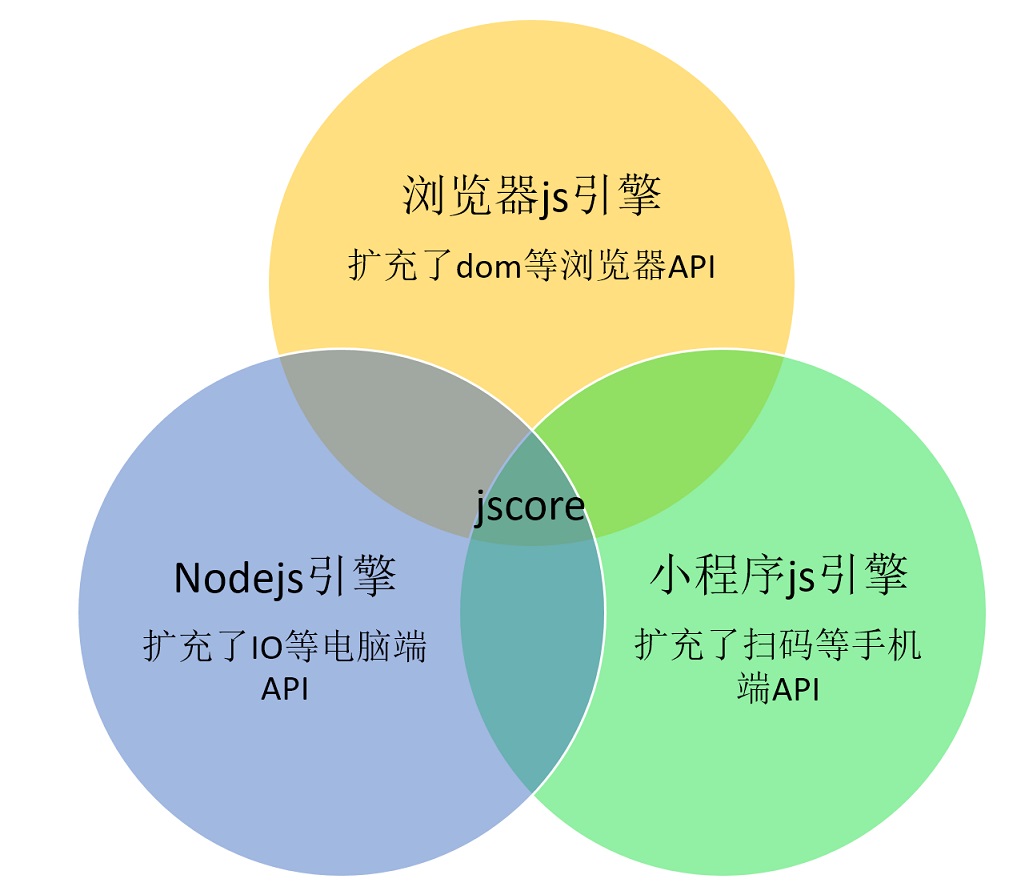 浏览器js引擎
扩充了dom等浏览器API
jscore
Nodejs引擎
扩充了IO等电脑端
API
小程序js引擎
扩充了扫码等手机
端API